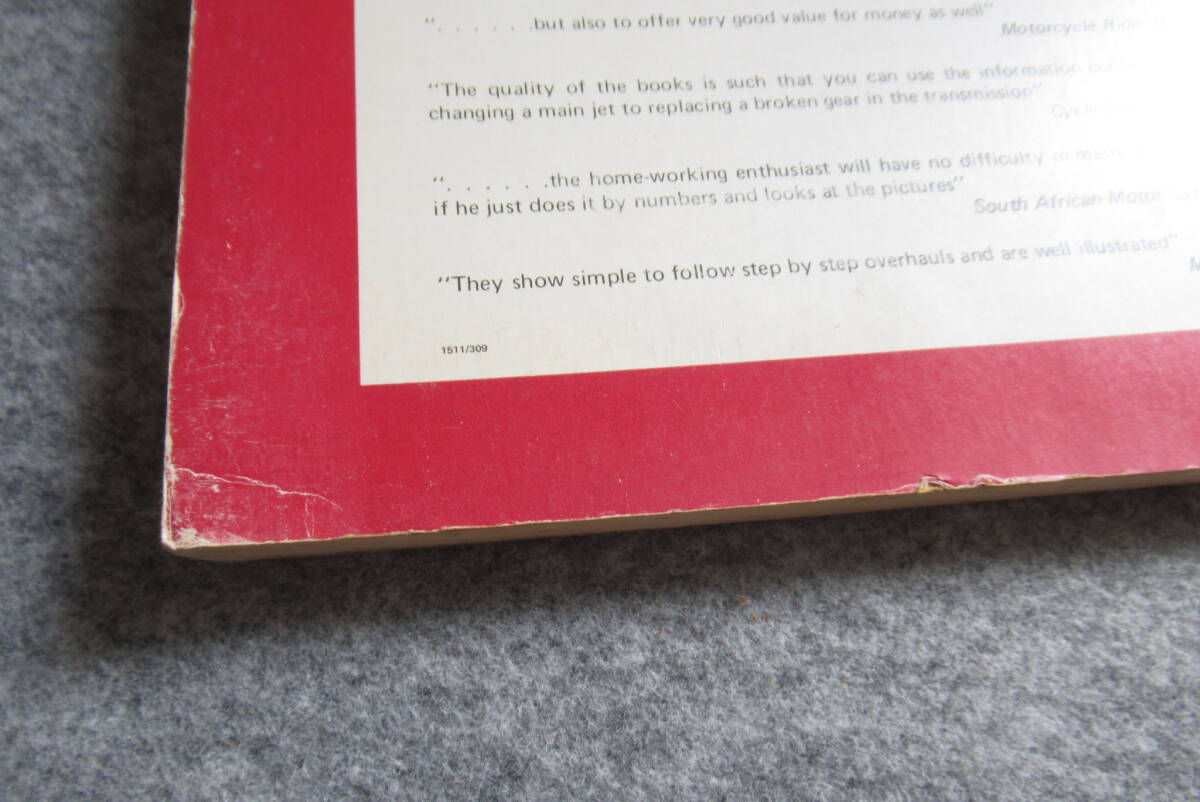 ". . . . . .but also to offer very good value for money as well"
Motorcycle Rider
"The quality of the books is such that you can use the information
changing a main jet to replacing a broken gear in the transmission"
". . . . . .the home-working enthusiast will have no difficulty in
if he just does it by numbers and looks at the pictures"
South African Motor
"They show simple to follow step by step overhauls and are well illustrated"
1511/309